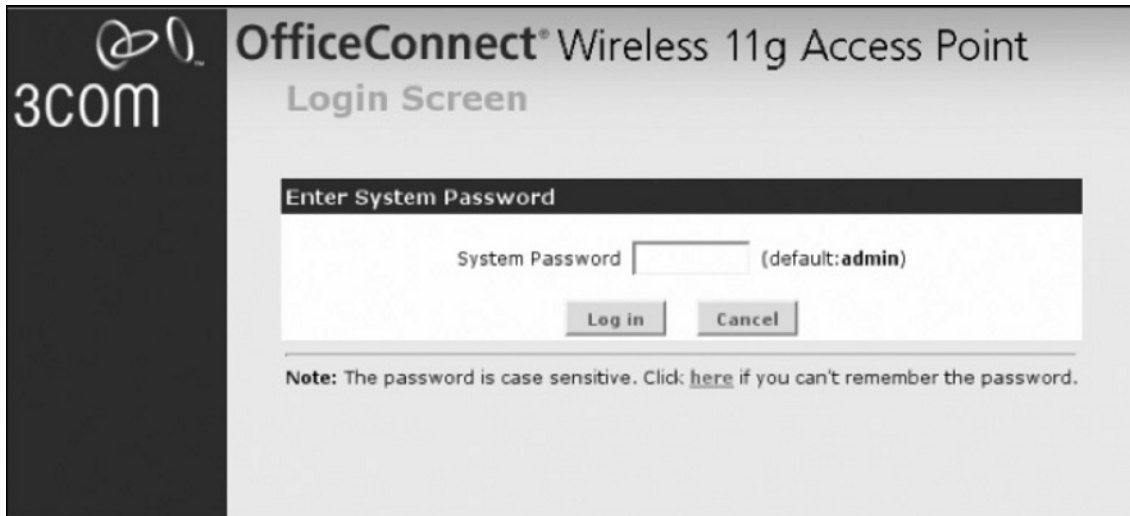 3COM
OfficeConnect® Wireless 11g Access Point
Login Screen
Enter System Password
System Password (default:admin)
Log in Cancel
Note: The password is case sensitive. Click here if you can't remember the password.